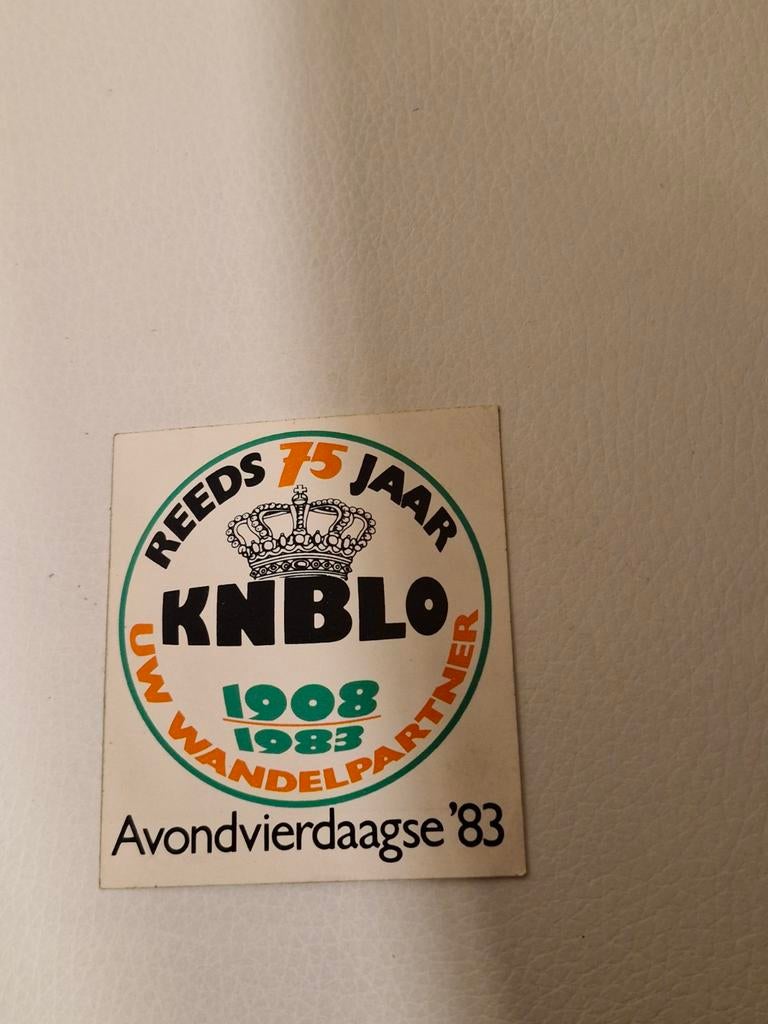 REEDS 75 JAAR
KNBLO
1908
1983
UW WANDELPARTNER
Avondvierdaagse '83